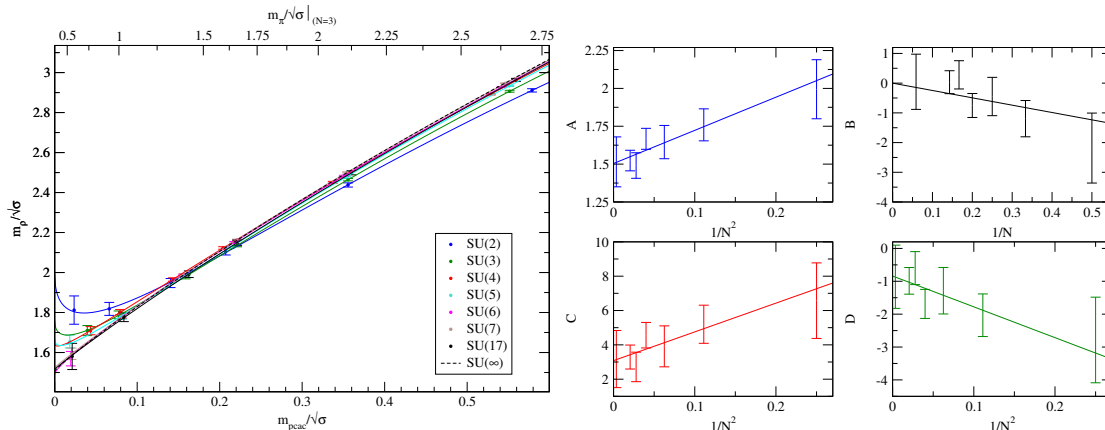 m_π/√σ|_(N=3)
0.5 1 1.41 1.64 2.12 2.25 2.64 2.75
m_ρ/√σ
3
2.8
2.6
2.4
2.2
2
1.8
1.6
0 0.1 0.2 0.3 0.4 0.5
m_pcac/√σ
SU(2)
SU(3)
SU(4)
SU(5)
SU(6)
SU(7)
SU(17)
SU(∞)
A
2.25
2
1.75
1.5
1.25
0 0.1 0.2
1/N²
B
1
0
-1
-2
-3
-4
0 0.1 0.2 0.3 0.4 0.5
1/N
C
10
8
6
4
2
0 0.1 0.2
1/N²
D
0
-1
-2
-3
-4
0 0.1 0.2
1/N²